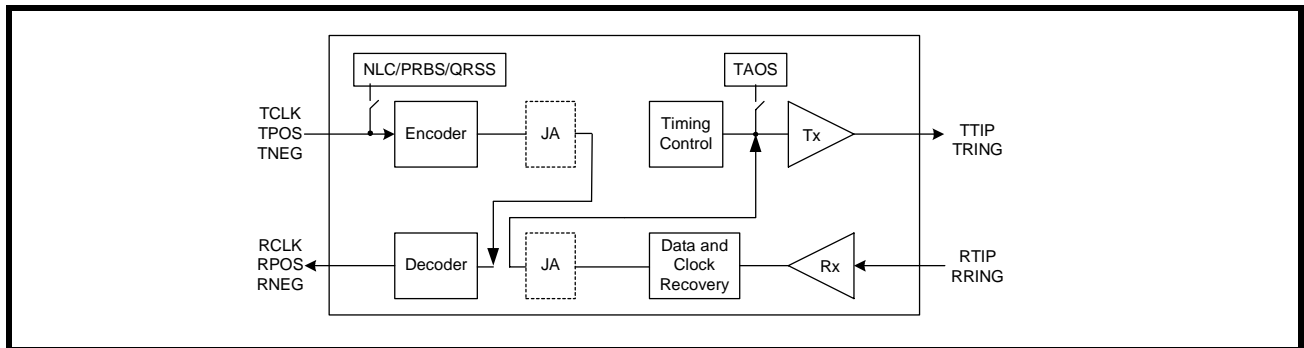 NLC/PRBS/QRSS
TAOS
TCLK
TPOS
TNEG
Encoder
JA
Timing
Control
Tx
TTIP
TRING
RCLK
RPOS
RNEG
Decoder
JA
Data and
Clock
Recovery
Rx
RTIP
RRING